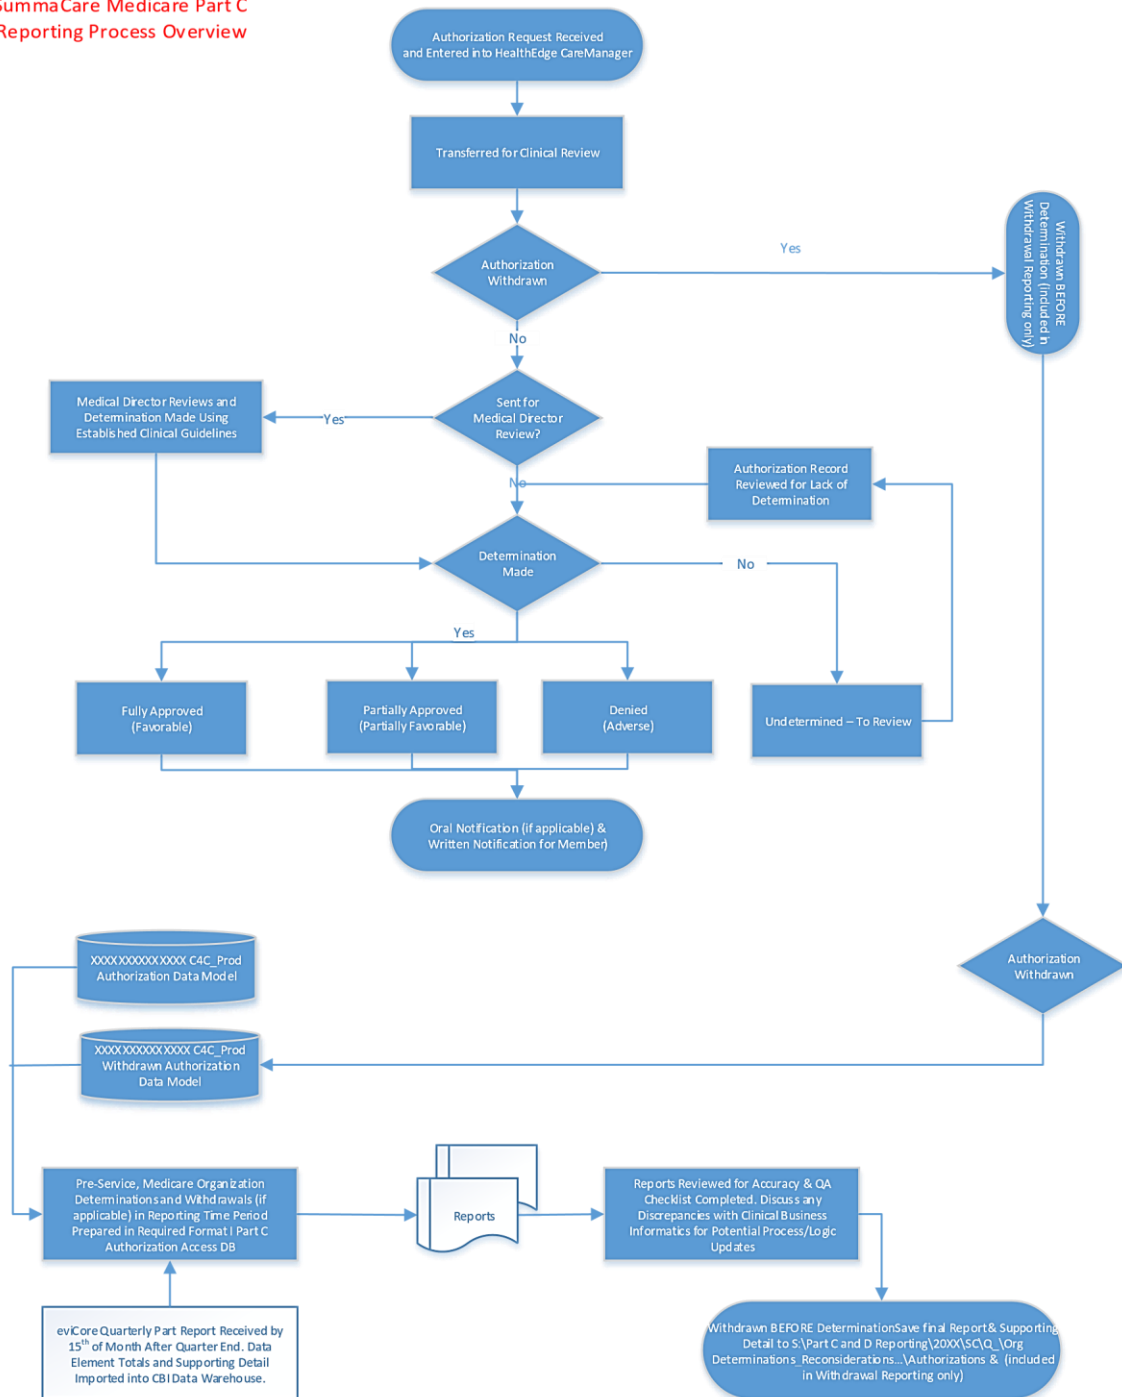 SummaCare Medicare Part C
Reporting Process Overview
Authorization Request Received
and Entered into HealthEdge CareManager
Transferred for Clinical Review
Authorization
Withdrawn
Yes
Withdrawn BEFORE
Determination (included in
Withdrawal Reporting only)
No
Sent for
Medical Director
Review?
Yes
Medical Director Reviews and
Determination Made Using
Established Clinical Guidelines
No
Authorization Record
Reviewed for Lack of
Determination
Determination
Made
No
Yes
Fully Approved
(Favorable)
Partially Approved
(Partially Favorable)
Denied
(Adverse)
Undetermined – To Review
Oral Notification (if applicable) &
Written Notification for Member)
XXXXXXXXXXXXXX C4C_Prod
Authorization Data Model
Authorization
Withdrawn
XXXXXXXXXXXXXX C4C_Prod
Withdrawn Authorization
Data Model
Pre-Service, Medicare Organization
Determinations and Withdrawals (if
applicable) in Reporting Time Period
Prepared in Required Format I Part C
Authorization Access DB
Reports
Reports Reviewed for Accuracy & QA
Checklist Completed. Discuss any
Discrepancies with Clinical Business
Informatics for Potential Process/Logic
Updates
eviCore Quarterly Part Report Received by
15th of Month After Quarter End. Data
Element Totals and Supporting Detail
Imported into CBI Data Warehouse.
Withdrawn BEFORE DeterminationSave final Report & Supporting
Detail to S:\Part C and D Reporting\20XX\SC\Q_\Org
Determinations_Reconsiderations...\Authorizations & (included
in Withdrawal Reporting only)